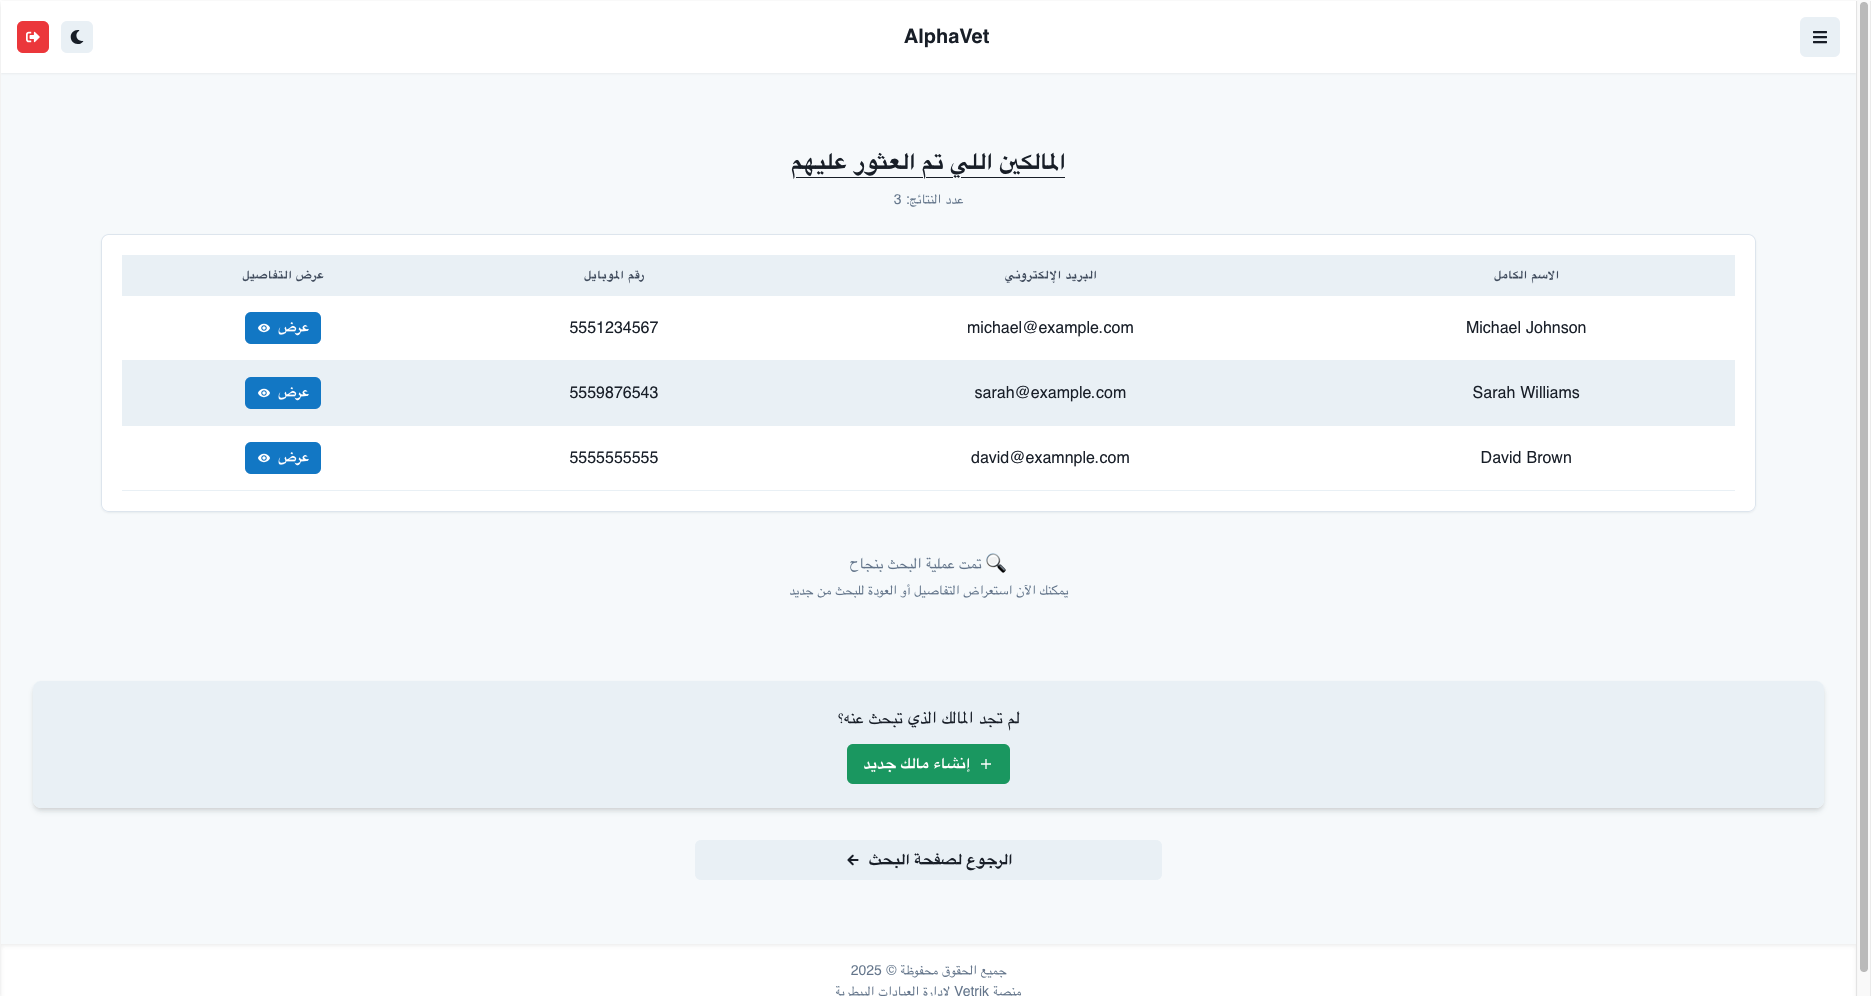 AlphaVet
المالكين اللي تم العثور عليهم
عدد النتائج: 3
الاسم الكامل البريد الإلكتروني رقم الموبايل عرض التفاصيل
Michael Johnson michael@example.com 5551234567 عرض
Sarah Williams sarah@example.com 5559876543 عرض
David Brown david@examnple.com 5555555555 عرض
🔍 تمت عملية البحث بنجاح
يمكنك الآن استعراض التفاصيل أو العودة للبحث من جديد
لم تجد المالك الذي تبحث عنه؟
+ إنشاء مالك جديد
الرجوع لصفحة البحث ←
جميع الحقوق محفوظة © 2025
منصة Vetrik لادارة العيادات البيطرية